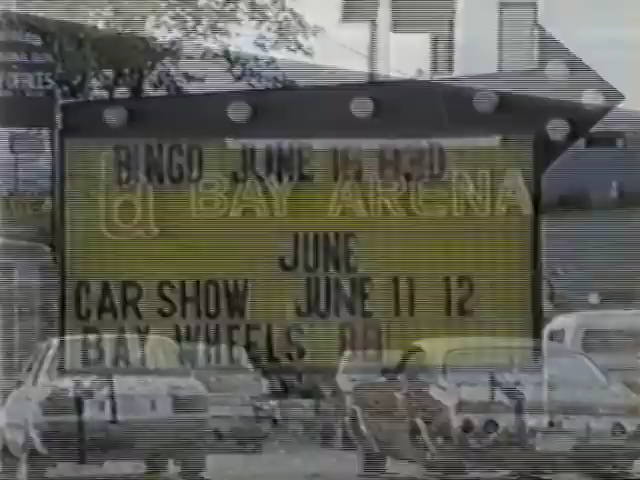 BINGO JUNE
BAY ARENA
JUNE
CAR SHOW JUNE 11 12
BAY WHEELS